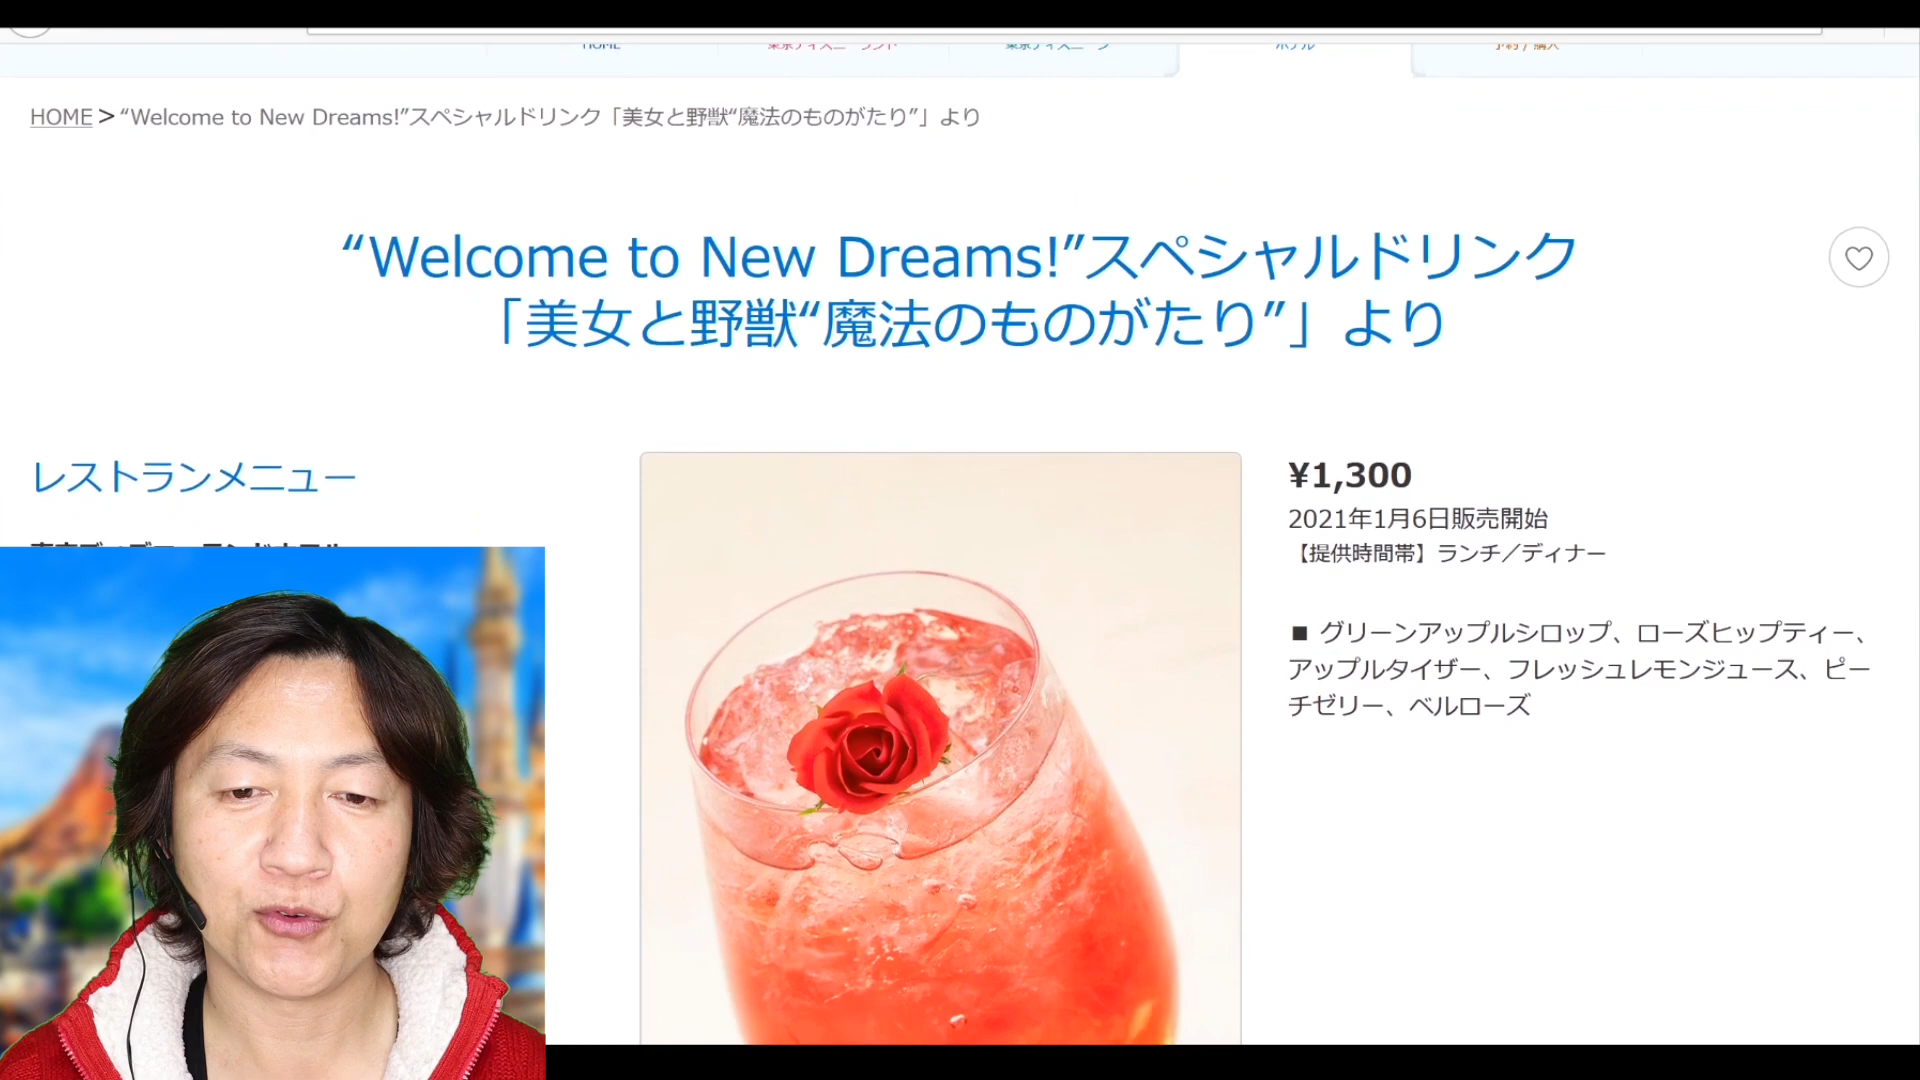 HOME > “Welcome to New Dreams!”スペシャルドリンク「美女と野獣“魔法のものがたり”」より
“Welcome to New Dreams!”スペシャルドリンク
「美女と野獣“魔法のものがたり”」より
レストランメニュー
¥1,300
2021年1月6日販売開始
【提供時間帯】ランチ／ディナー
■ グリーンアップルシロップ、ローズヒップティー、
アップルタイザー、フレッシュレモンジュース、ピー
チゼリー、ベルローズ